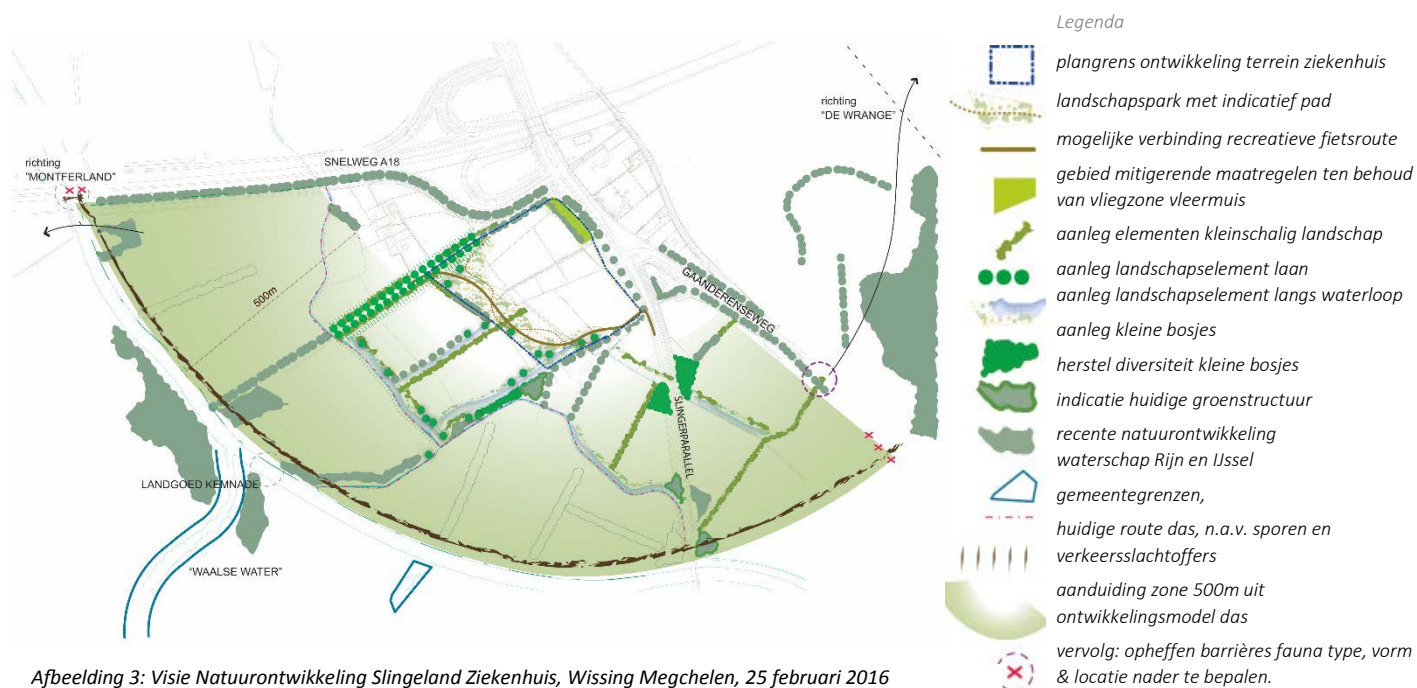 richting
"MONTFERLAND"
SNELWEG A18
richting
"DE WRANGE"
500m
GAANDERENSEWEG
SLINGERPARALLEL
LANDGOED KEMNADE
"WAALSE WATER"
Legenda
plangrens ontwikkeling terrein ziekenhuis
landschapspark met indicatief pad
mogelijke verbinding recreatieve fietsroute
gebied mitigerende maatregelen ten behoud
van vliegzone vleermuis
aanleg elementen kleinschalig landschap
aanleg landschapselement laan
aanleg landschapselement langs waterloop
aanleg kleine bosjes
herstel diversiteit kleine bosjes
indicatie huidige groenstructuur
recente natuurontwikkeling
waterschap Rijn en IJssel
gemeentegrenzen,
huidige route das, n.a.v. sporen en
verkeersslachtoffers
aanduiding zone 500m uit
ontwikkelingsmodel das
vervolg: opheffen barrières fauna type, vorm
& locatie nader te bepalen.
Afbeelding 3: Visie Natuurontwikkeling Slingeland Ziekenhuis, Wissing Megchelen, 25 februari 2016